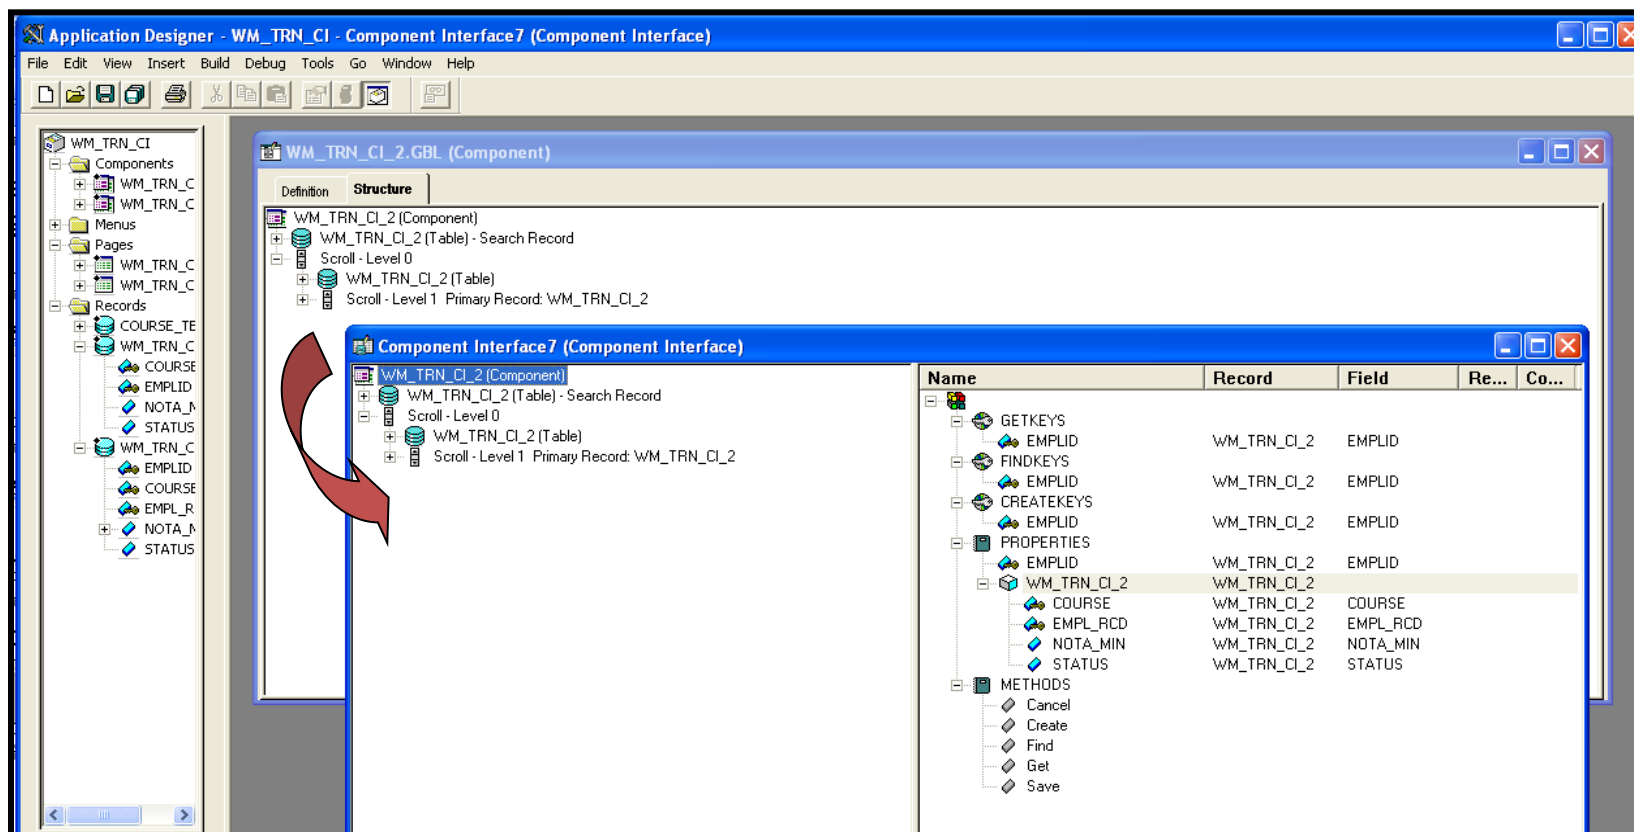 Application Designer - WM_TRN_CI - Component Interface7 (Component Interface)
File Edit View Insert Build Debug Tools Go Window Help
WM_TRN_CI
Components
WM_TRN_C
WM_TRN_C
Menus
Pages
WM_TRN_C
WM_TRN_C
Records
COURSE_TE
WM_TRN_C
COURSE
EMPLID
NOTA_M
STATUS
WM_TRN_C
EMPLID
COURSE
EMPL_R
NOTA_M
STATUS
WM_TRN_CI_2.GBL (Component)
Definition Structure
WM_TRN_CI_2 (Component)
WM_TRN_CI_2 (Table) - Search Record
Scroll - Level 0
WM_TRN_CI_2 (Table)
Scroll - Level 1 Primary Record: WM_TRN_CI_2
Component Interface7 (Component Interface)
WM_TRN_CI_2 (Component)
WM_TRN_CI_2 (Table) - Search Record
Scroll - Level 0
WM_TRN_CI_2 (Table)
Scroll - Level 1 Primary Record: WM_TRN_CI_2
Name Record Field Re... Co...
GETKEYS
EMPLID WM_TRN_CI_2 EMPLID
FINDKEYS
EMPLID WM_TRN_CI_2 EMPLID
CREATEKEYS
EMPLID WM_TRN_CI_2 EMPLID
PROPERTIES
EMPLID WM_TRN_CI_2 EMPLID
WM_TRN_CI_2 WM_TRN_CI_2
COURSE WM_TRN_CI_2 COURSE
EMPL_RCD WM_TRN_CI_2 EMPL_RCD
NOTA_MIN WM_TRN_CI_2 NOTA_MIN
STATUS WM_TRN_CI_2 STATUS
METHODS
Cancel
Create
Find
Get
Save